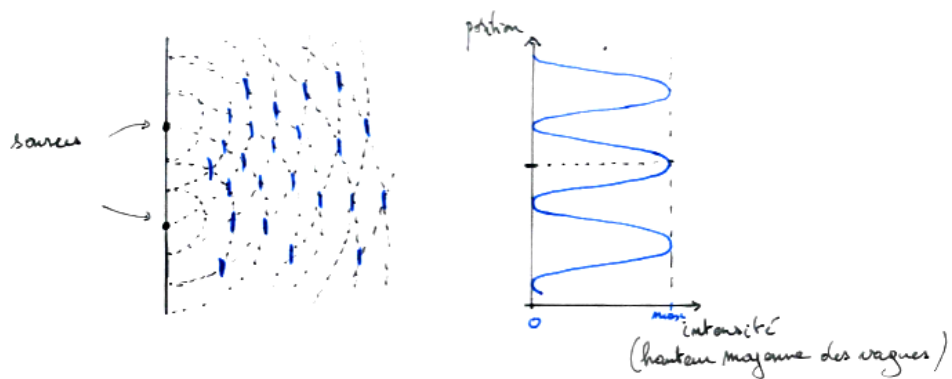 position
sources
0
max
intensité
(hauteur moyenne des vagues)